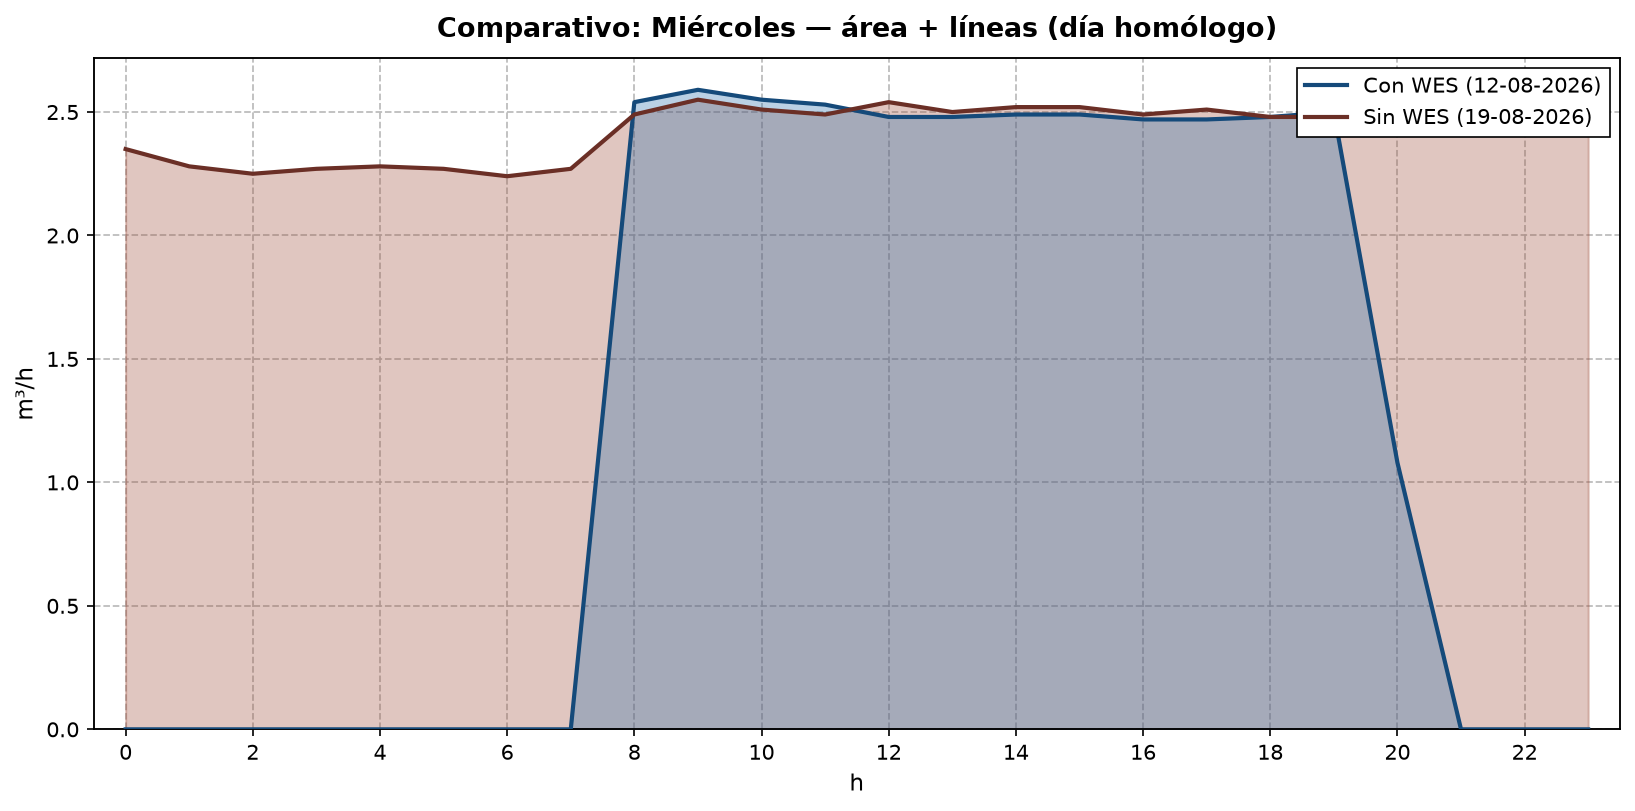 Comparativo: Miércoles — área + líneas (día homólogo)
Con WES (12-08-2026)
Sin WES (19-08-2026)
2.5
2.0
1.5
1.0
0.5
0.0
m³/h
0 2 4 6 8 10 12 14 16 18 20 22
h